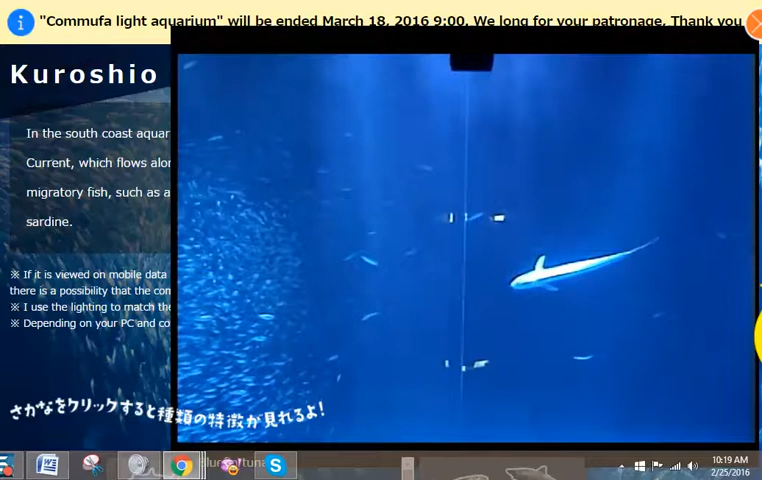 "Commufa light aquarium" will be ended March 18, 2016 9:00. We long for your patronage, Thank you
Kuroshio
In the south coast aquar
Current, which flows alon
migratory fish, such as a
sardine.
※ If it is viewed on mobile data
there is a possibility that the con
※ I use the lighting to match the
※ Depending on your PC and co
さかなをクリックすると種類の特徴が見れるよ!
10:19 AM
2/25/2016